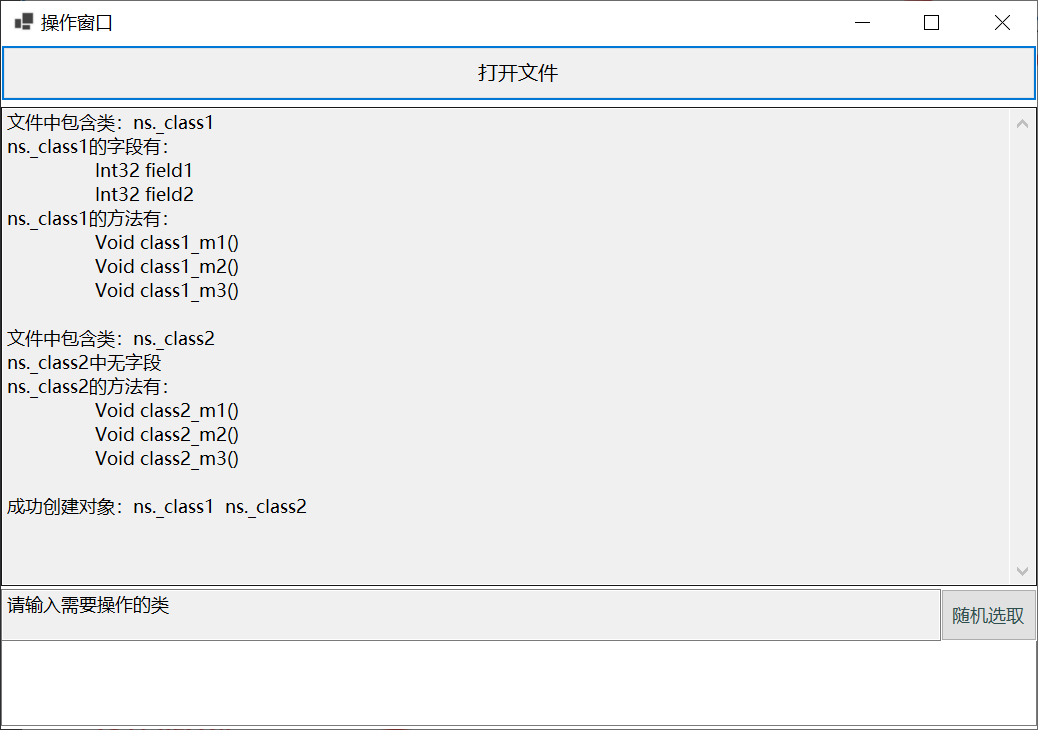 操作窗口
打开文件
文件中包含类：ns._class1
ns._class1的字段有：
Int32 field1
Int32 field2
ns._class1的方法有：
Void class1_m1()
Void class1_m2()
Void class1_m3()
文件中包含类：ns._class2
ns._class2中无字段
ns._class2的方法有：
Void class2_m1()
Void class2_m2()
Void class2_m3()
成功创建对象：ns._class1  ns._class2
请输入需要操作的类
随机选取